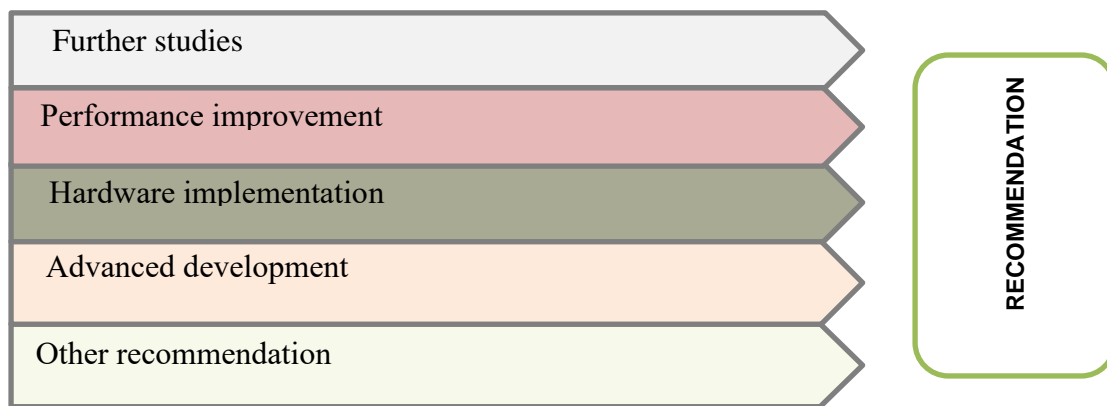 Further studies
Performance improvement
Hardware implementation
Advanced development
Other recommendation
RECOMMENDATION